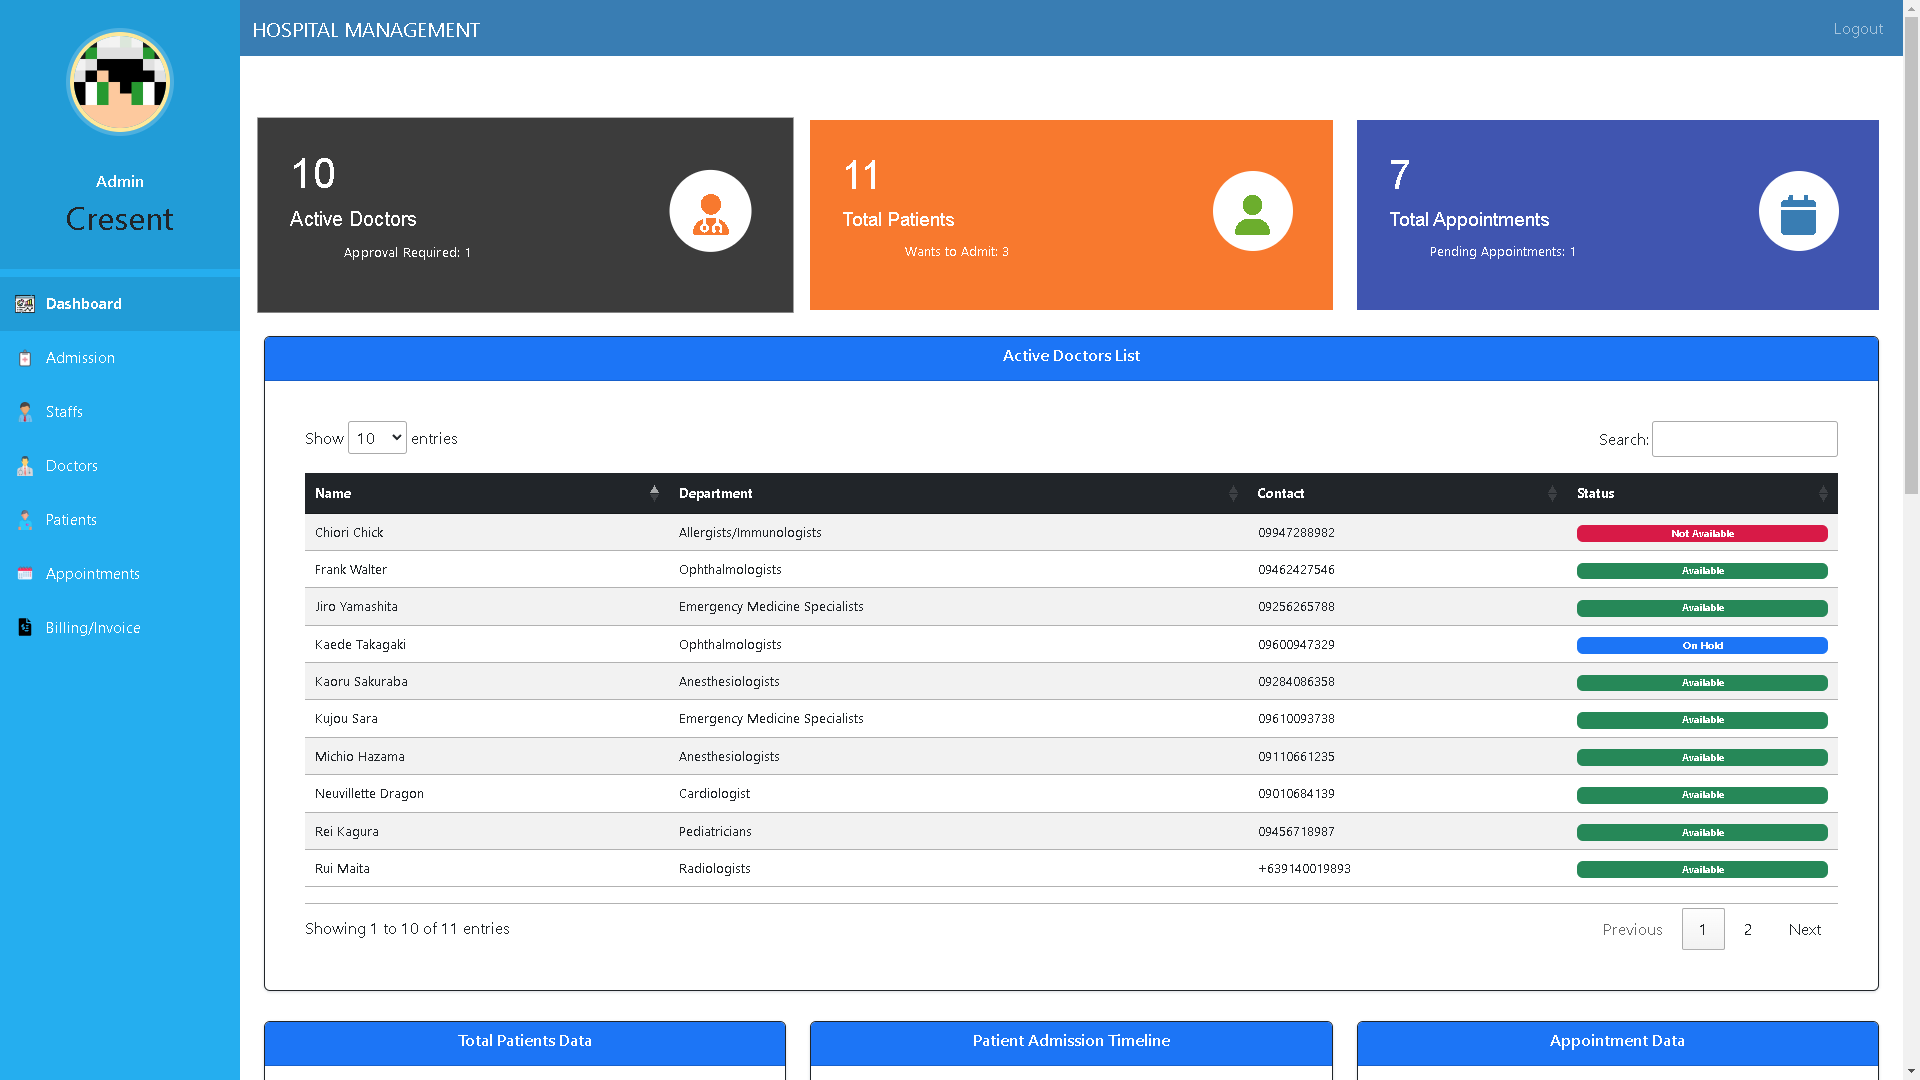 HOSPITAL MANAGEMENT
Logout
Admin
Cresent
Dashboard
Admission
Staffs
Doctors
Patients
Appointments
Billing/Invoice
10
Active Doctors
Approval Required: 1
11
Total Patients
Wants to Admit: 3
7
Total Appointments
Pending Appointments: 1
Active Doctors List
Show 10 entries
Search:
Name Department Contact Status
Chiori Chick Allergists/Immunologists 09947288982 Not Available
Frank Walter Ophthalmologists 09462427546 Available
Jiro Yamashita Emergency Medicine Specialists 09256265788 Available
Kaede Takagaki Ophthalmologists 09600947329 On Hold
Kaoru Sakuraba Anesthesiologists 09284086358 Available
Kujou Sara Emergency Medicine Specialists 09610093738 Available
Michio Hazama Anesthesiologists 09110661235 Available
Neuvillette Dragon Cardiologist 09010684139 Available
Rei Kagura Pediatricians 09456718987 Available
Rui Maita Radiologists +639140019893 Available
Showing 1 to 10 of 11 entries
Previous 1 2 Next
Total Patients Data
Patient Admission Timeline
Appointment Data